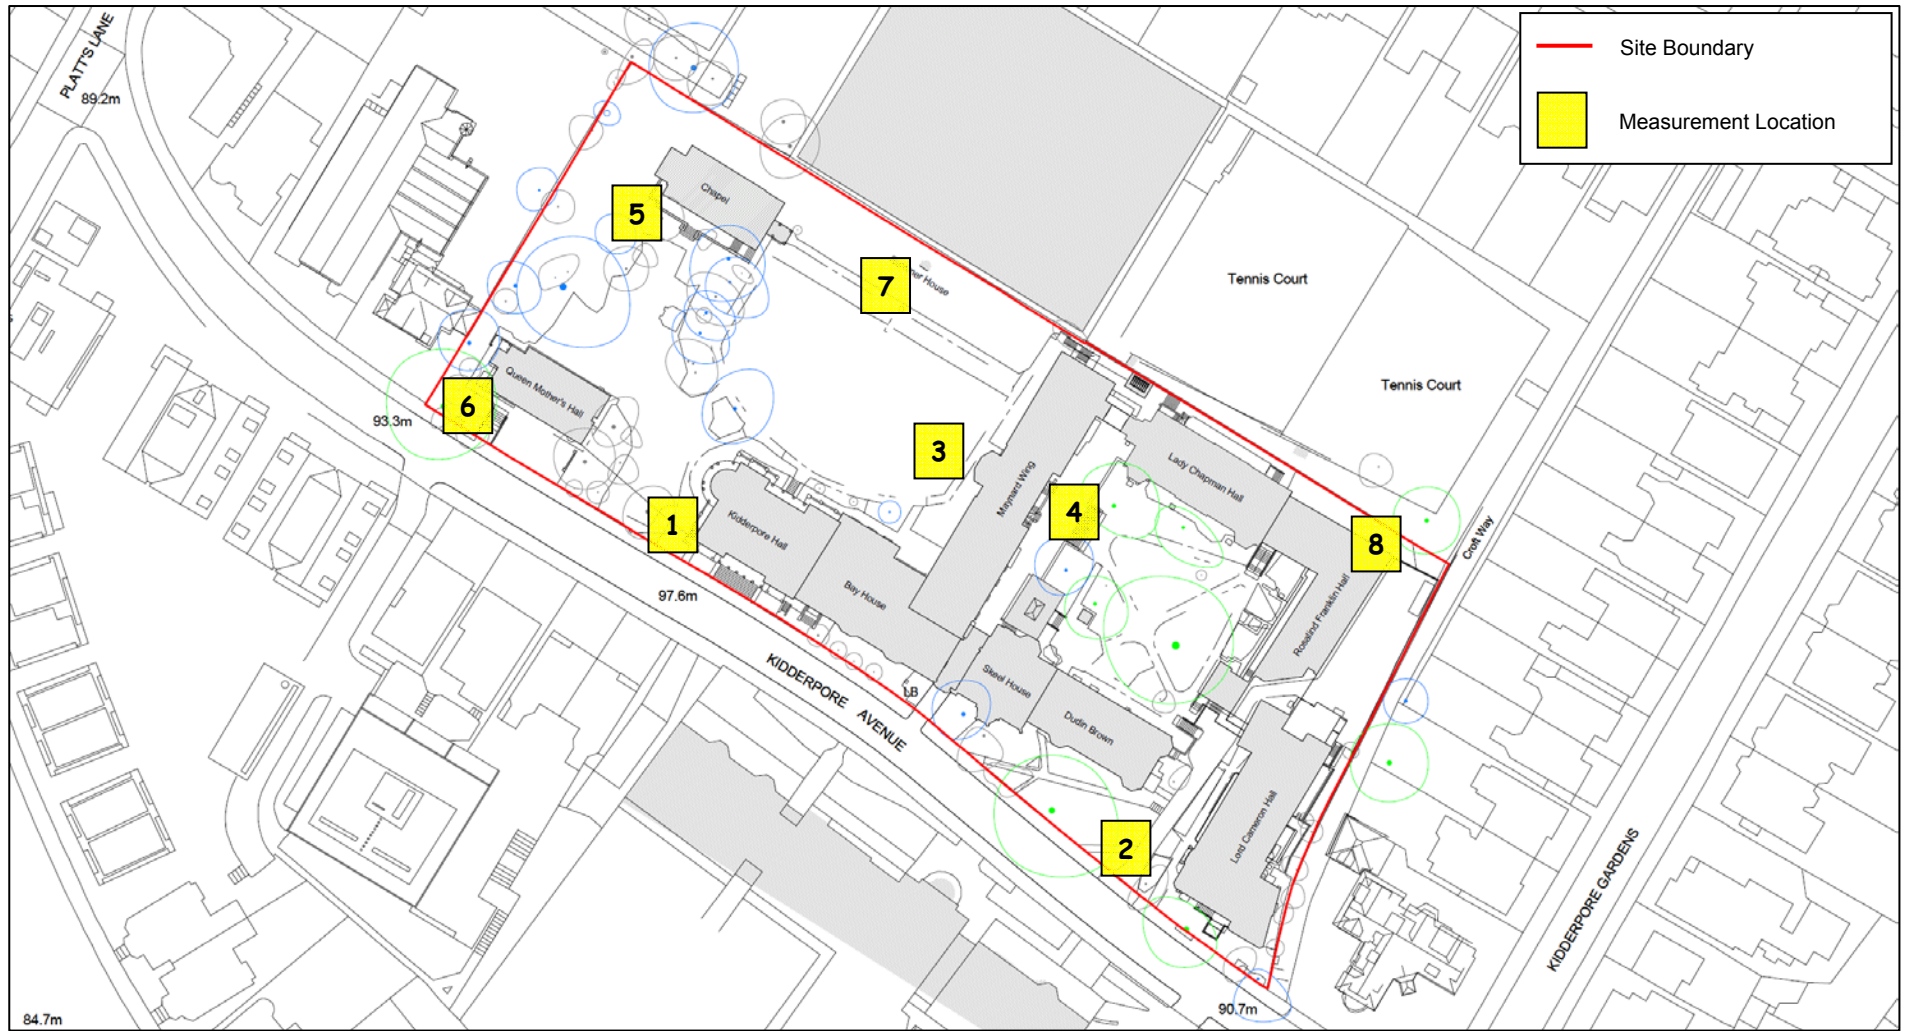 PLATT'S LANE
89.2m
Site Boundary
Measurement Location
Chapel
5
7
Tennis Court
Tennis Court
Queen Mother's Hall
6
93.3m
3
Maynard Wing
Lady Chapman Hall
4
1
Kidderpore Hall
8
Croft Way
97.6m
Bay House
Rosalind Franklin Hall
KIDDERPORE AVENUE
LB
Skeel House
Dudin Brown
2
Lord Cameron Hall
KIDDERPORE GARDENS
84.7m
90.7m
House